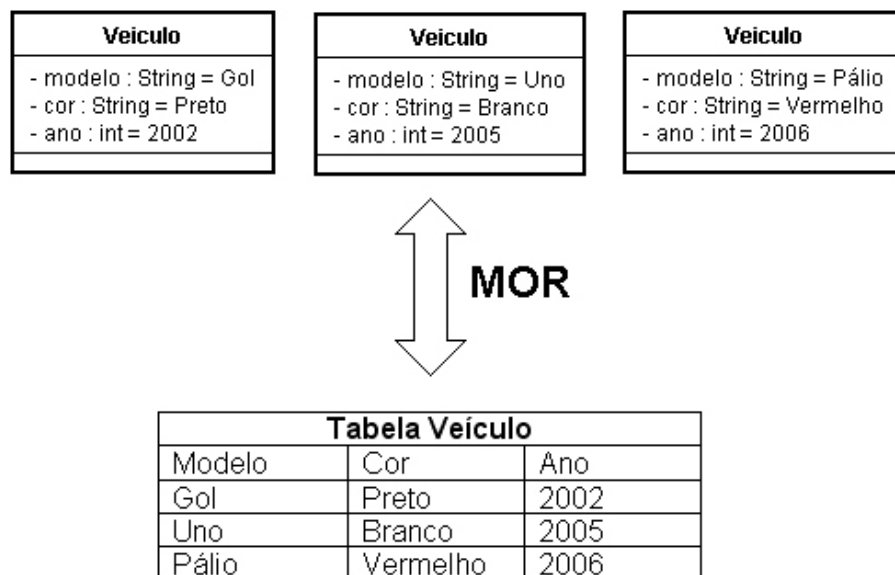 Veiculo
- modelo : String = Gol
- cor : String = Preto
- ano : int = 2002
Veiculo
- modelo : String = Uno
- cor : String = Branco
- ano : int = 2005
Veiculo
- modelo : String = Pálio
- cor : String = Vermelho
- ano : int = 2006
MOR
Tabela Veículo
Modelo Cor Ano
Gol Preto 2002
Uno Branco 2005
Pálio Vermelho 2006